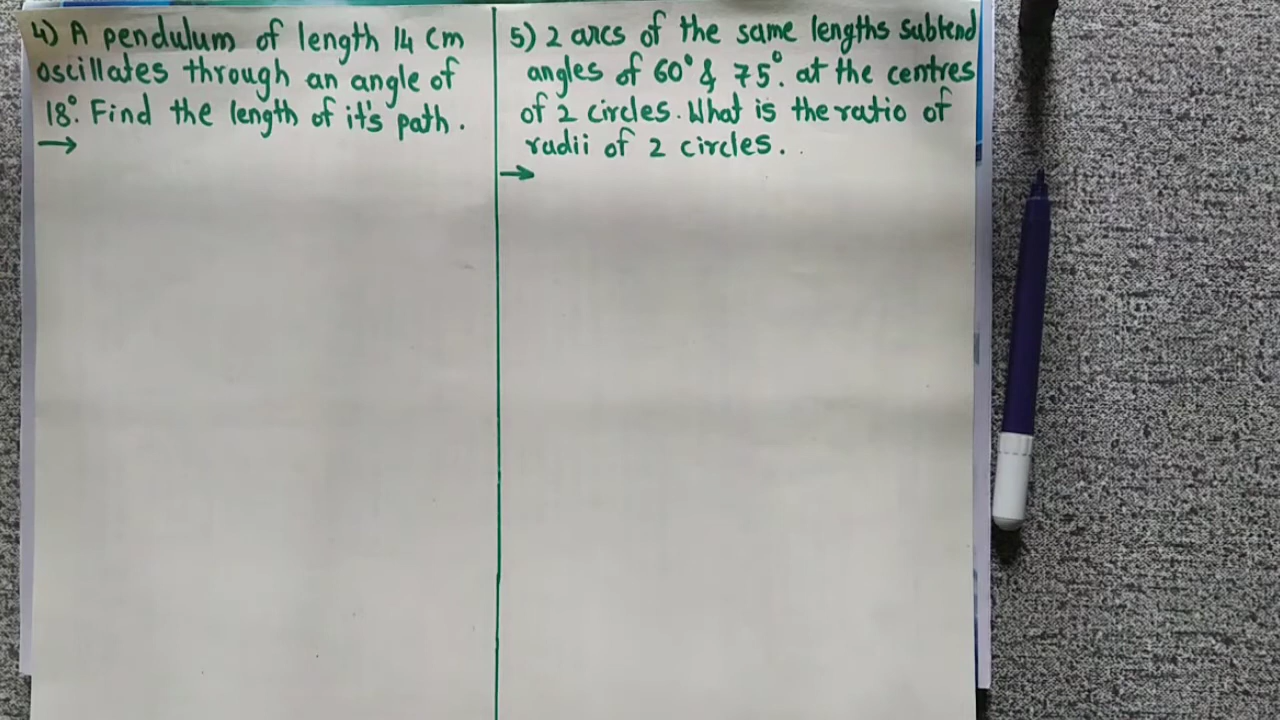 4) A pendulum of length 14 cm
oscillates through an angle of
18°. Find the length of it's path.
→
5) 2 arcs of the same lengths subtend
angles of 60° & 75°. at the centres
of 2 circles. What is the ratio of
radii of 2 circles.
→